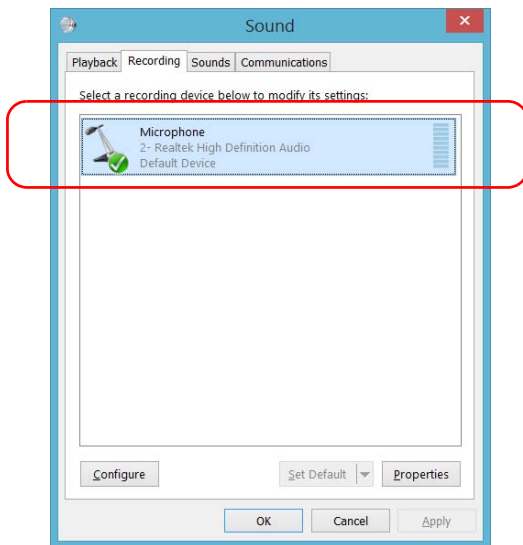 Sound
Playback Recording Sounds Communications
Select a recording device below to modify its settings:
Microphone
2- Realtek High Definition Audio
Default Device
Configure Set Default Properties
OK Cancel Apply